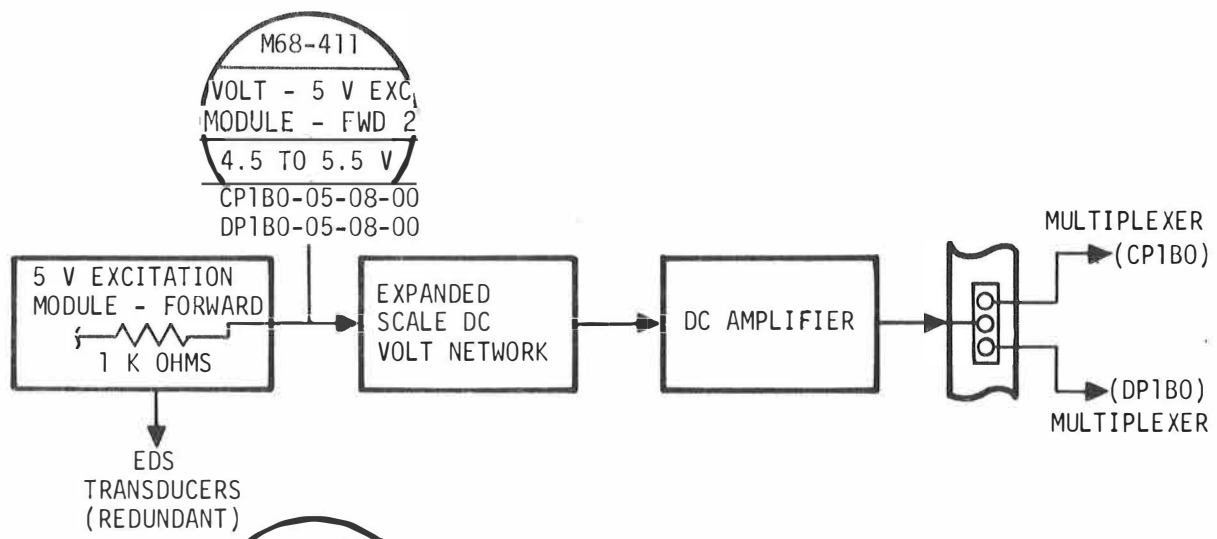 M68-411
VOLT - 5 V EXC
MODULE - FWD 2
4.5 TO 5.5 V
CP1B0-05-08-00
DP1B0-05-08-00
5 V EXCITATION
MODULE - FORWARD
1 K OHMS
EXPANDED
SCALE DC
VOLT NETWORK
DC AMPLIFIER
MULTIPLEXER
(CP1B0)
(DP1B0)
MULTIPLEXER
EDS
TRANSDUCERS
(REDUNDANT)